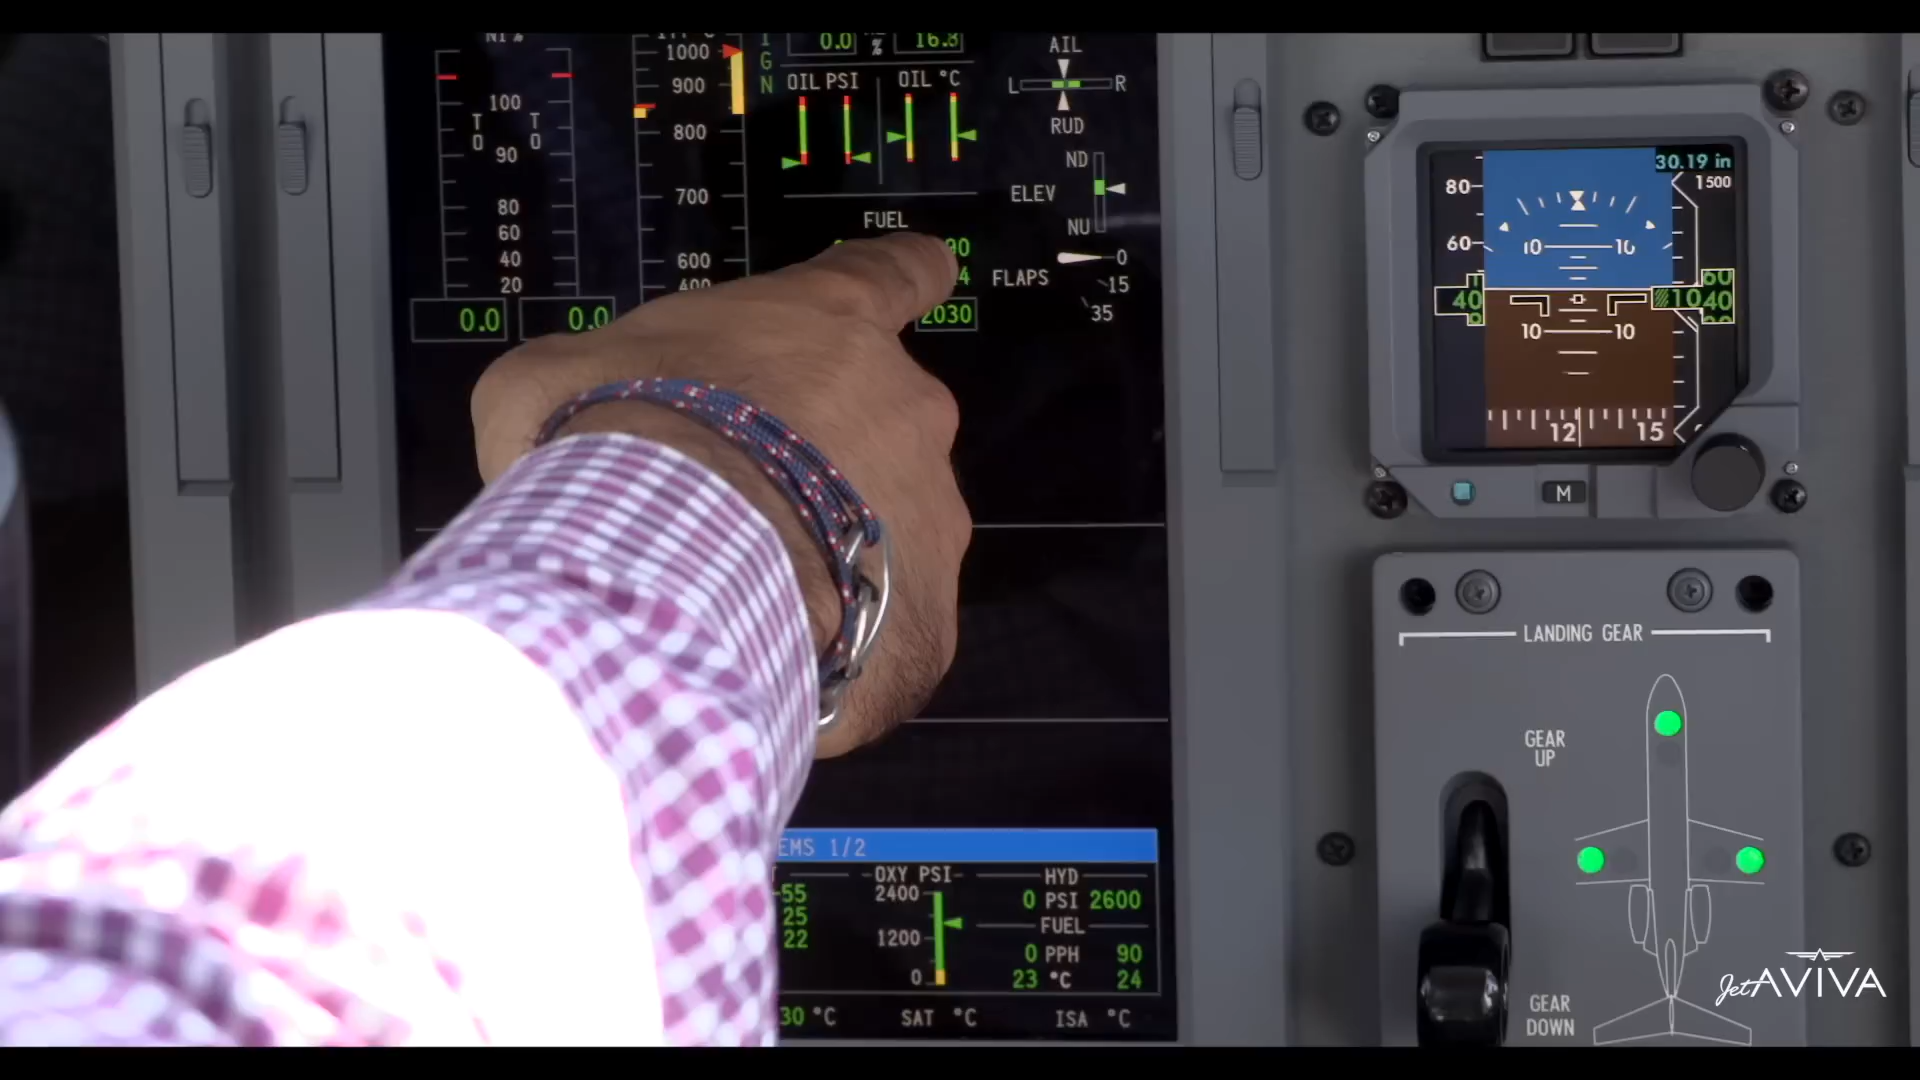 N1%
100
90
80
60
40
20
T
O
T
O
0.0
0.0
1000
900
800
700
600
400
I
G
N
0.0 % 16.8
OIL PSI
OIL °C
FUEL
90
4
2030
AIL
L R
RUD
ND
ELEV
NU
FLAPS
0
15
35
30.19 in
80
60
40
1500
10 10
10 10
60
1040
12 15
M
LANDING GEAR
GEAR
UP
GEAR
DOWN
EMS 1/2
-55
25
22
OXY PSI
2400
1200
0
HYD
0 PSI 2600
FUEL
0 PPH 90
23 °C 24
30 °C SAT °C ISA °C
JetAVIVA